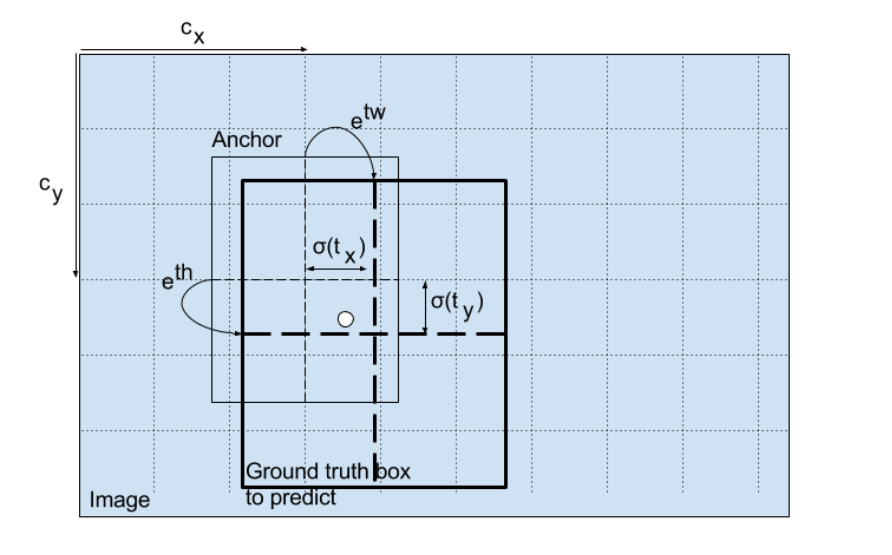 cx
etw
Anchor
cy
σ(tx)
eth
σ(ty)
Ground truth box
to predict
Image